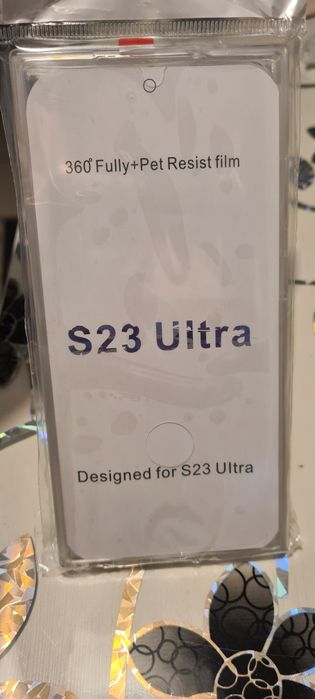 360° Fully+Pet Resist film
S23 Ultra
Designed for S23 Ultra